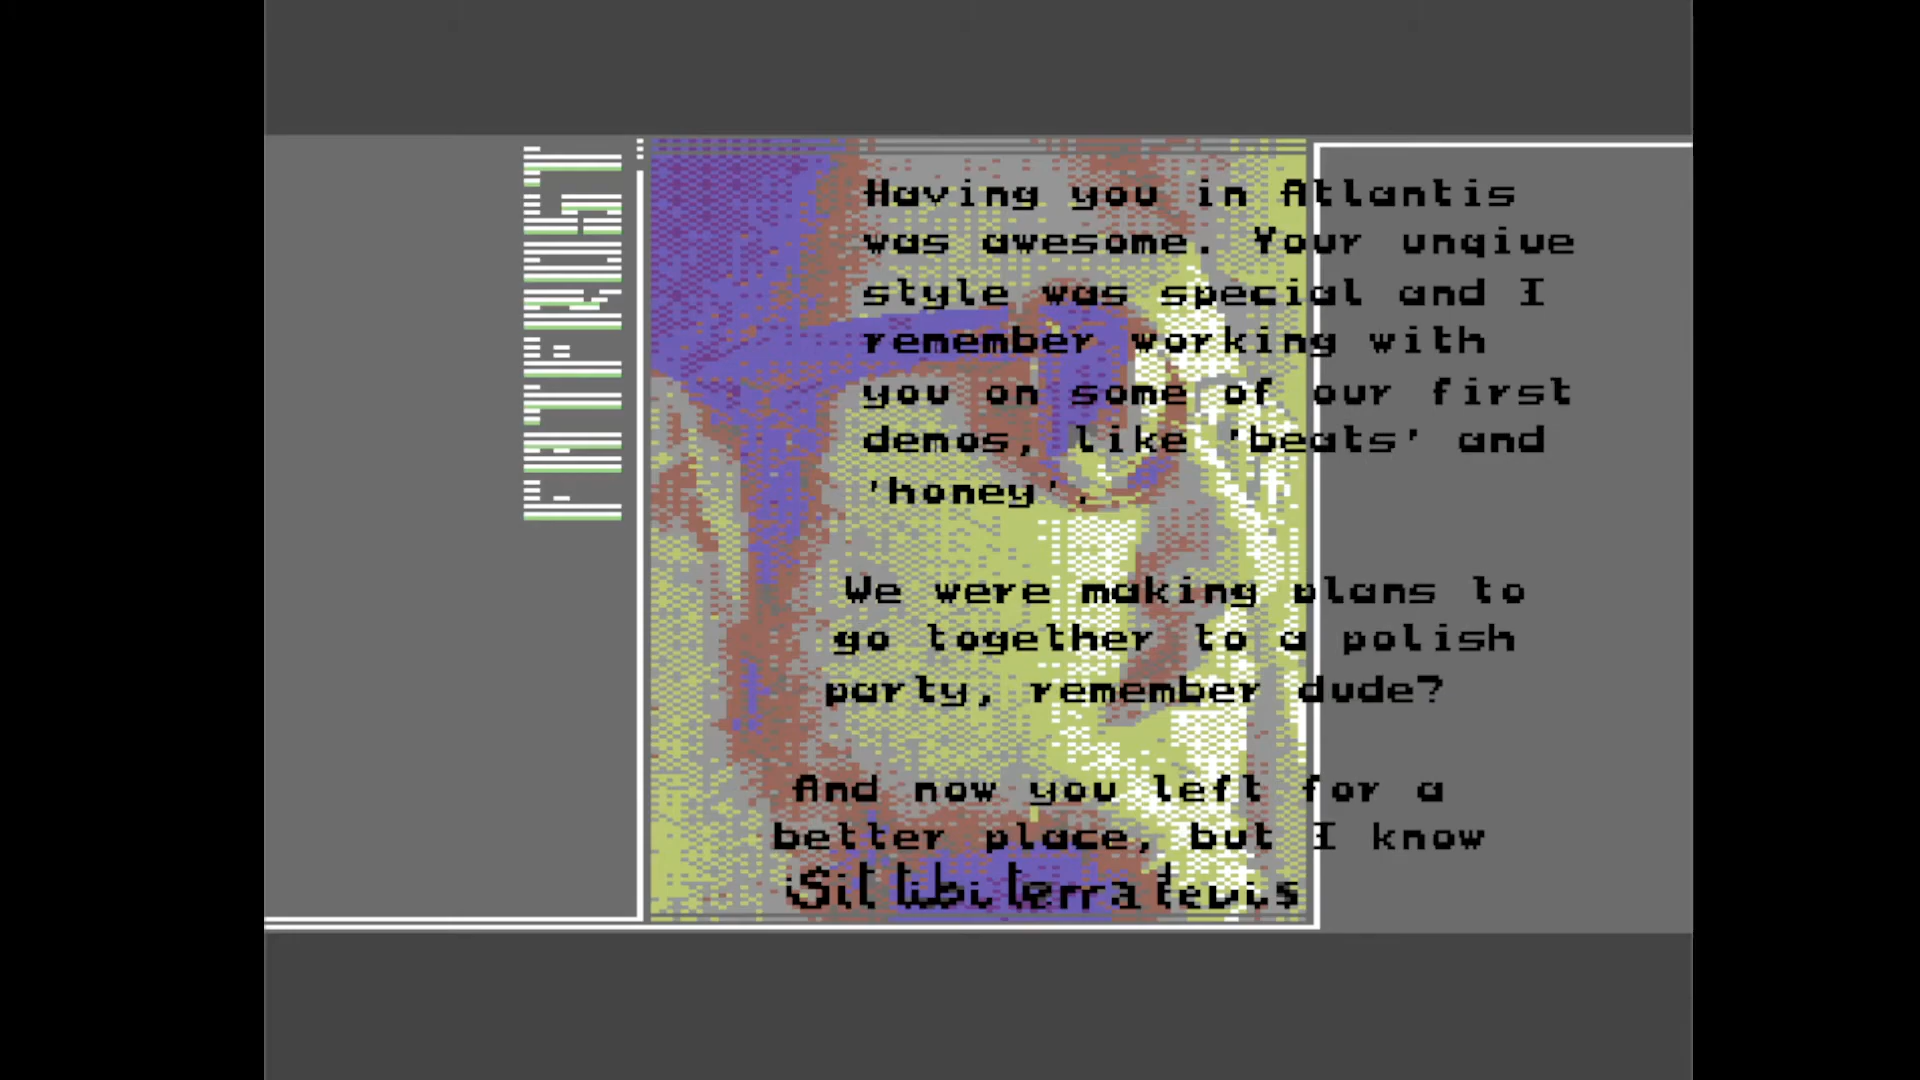 FATFROST
Having you in Atlantis
was awesome. Your unqiue
style was special and I
remember working with
you on some of our first
demos, like 'beats' and
'honey'.
We were making plans to
go together to a polish
party, remember dude?
And now you left for a
better place, but I know
Sit tibi terra levis